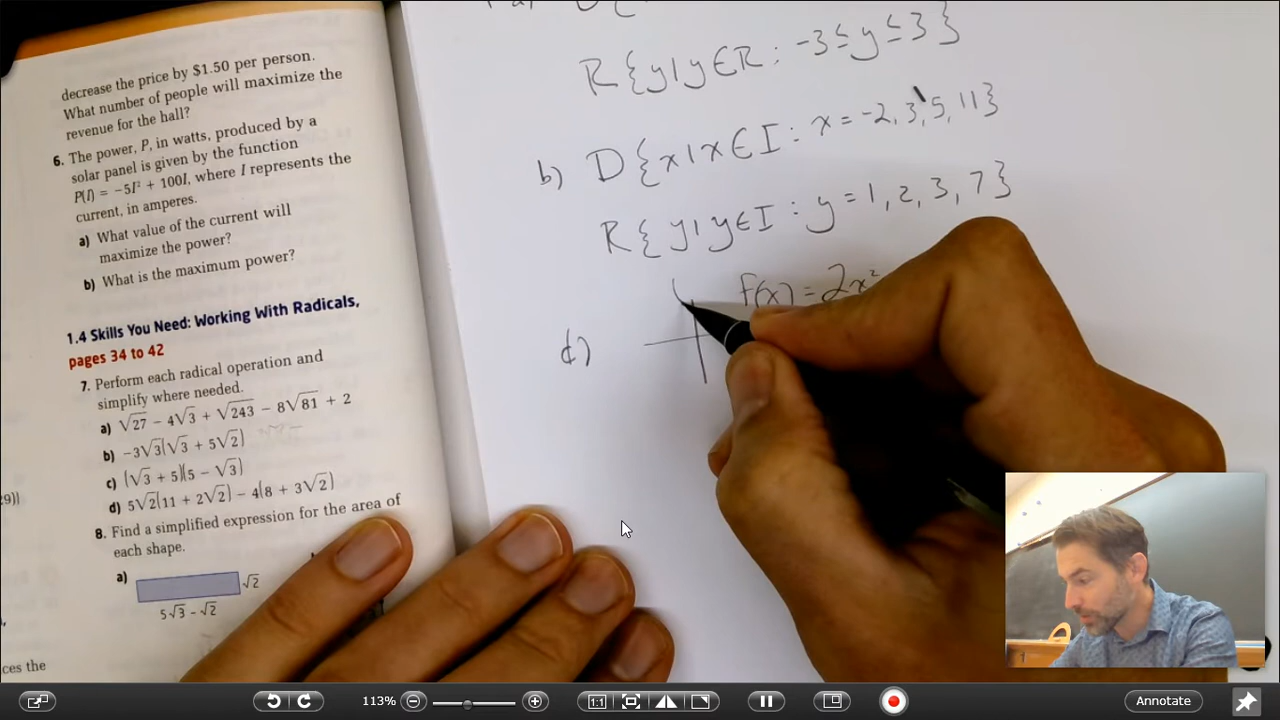 decrease the price by $1.50 per person.
What number of people will maximize the
revenue for the hall?
6. The power, P, in watts, produced by a
solar panel is given by the function
P(I) = −5I² + 100I, where I represents the
current, in amperes.
a) What value of the current will
maximize the power?
b) What is the maximum power?
1.4 Skills You Need: Working With Radicals,
pages 34 to 42
7. Perform each radical operation and
simplify where needed.
a) √27 − 4√3 + √243 − 8√81 + 2
b) −3√3(√3 + 5√2)
c) (√3 + 5)(5 − √3)
d) 5√2(11 + 2√2) − 4(8 + 3√2)
8. Find a simplified expression for the area of
each shape.
a)
√2
5√3 − √2
29)]
ces the
R{y|y∈R : -3≤y≤3}
b) D{x|x∈I : x = -2, 3, 5, 11}
R{y|y∈I : y = 1, 2, 3, 7}
f(x) = 2x²
c)
113%
1:1
Annotate